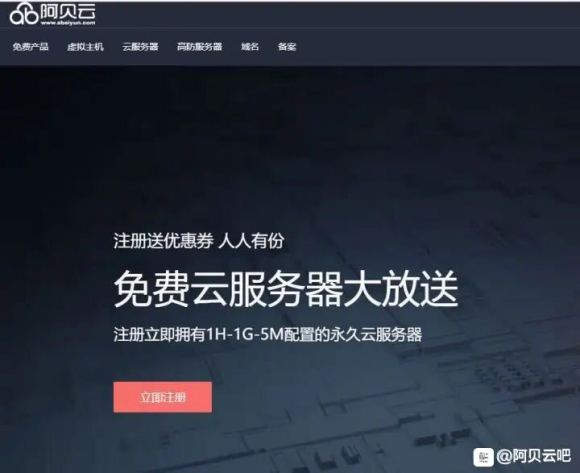 阿贝云
www.abeiyun.com
免费产品 虚拟主机 云服务器 高防服务器 域名 备案
注册送优惠券 人人有份
免费云服务器大放送
注册立即拥有1H-1G-5M配置的永久云服务器
立即注册
@阿贝云吧